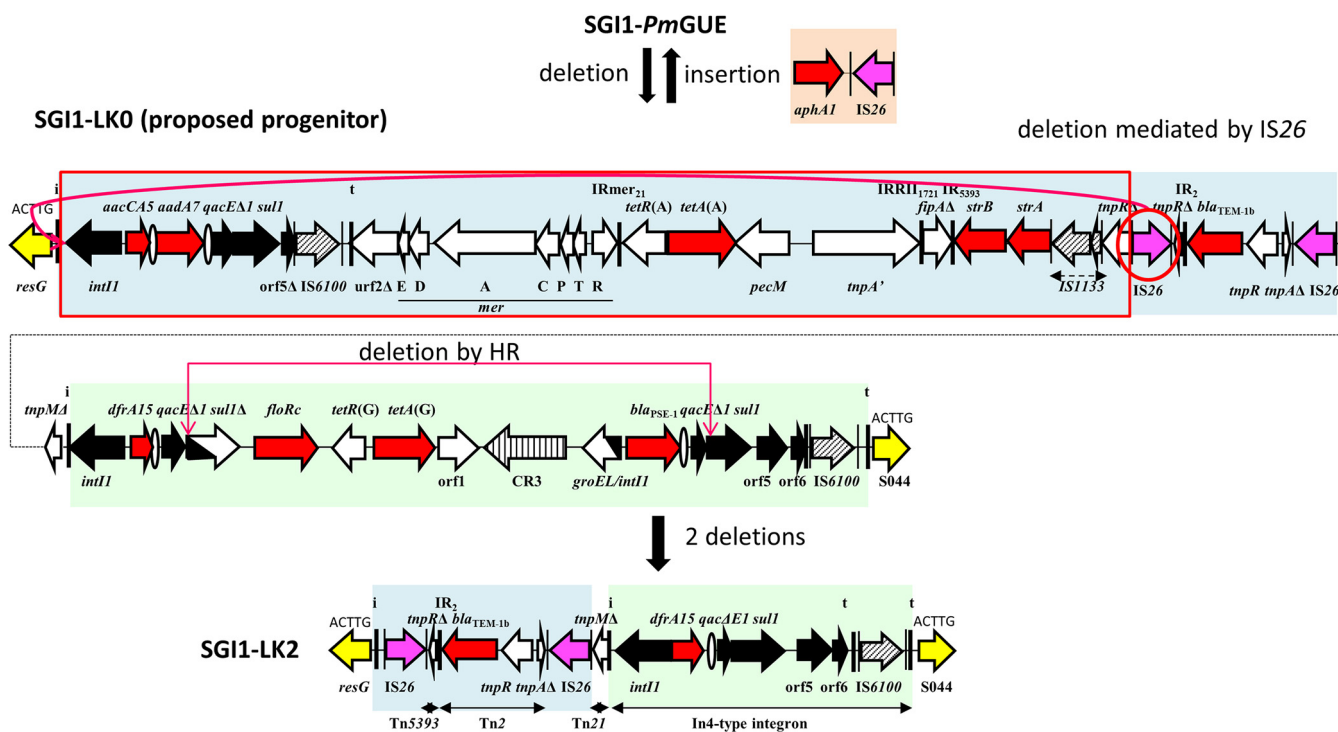 SGI1-PmGUE
deletion
insertion
aphA1 IS26
SGI1-LK0 (proposed progenitor)
deletion mediated by IS26
i t IRmer21 IRRII1721 IR5393 IR2
ACTTG aacCA5 aadA7 qacEΔ1 sul1 tetR(A) tetA(A) fipAΔ strB strA tnpRΔ tnpRΔ blaTEM-1b
resG intI1 orf5Δ IS6100 urf2Δ E D A C P T R pecM tnpA' IS1133 IS26 tnpR tnpAΔ IS26
mer
deletion by HR
i t
tnpMΔ dfrA15 qacEΔ1 sul1Δ floRc tetR(G) tetA(G) blaPSE-1 qacEΔ1 sul1 ACTTG
intI1 orf1 CR3 groEL/intI1 orf5 orf6 IS6100 S044
2 deletions
i IR2 i t t
ACTTG tnpRΔ blaTEM-1b tnpMΔ dfrA15 qacΔE1 sul1 ACTTG
SGI1-LK2
resG IS26 tnpR tnpAΔ IS26 intI1 orf5 orf6 IS6100 S044
Tn5393 Tn2 Tn21 In4-type integron